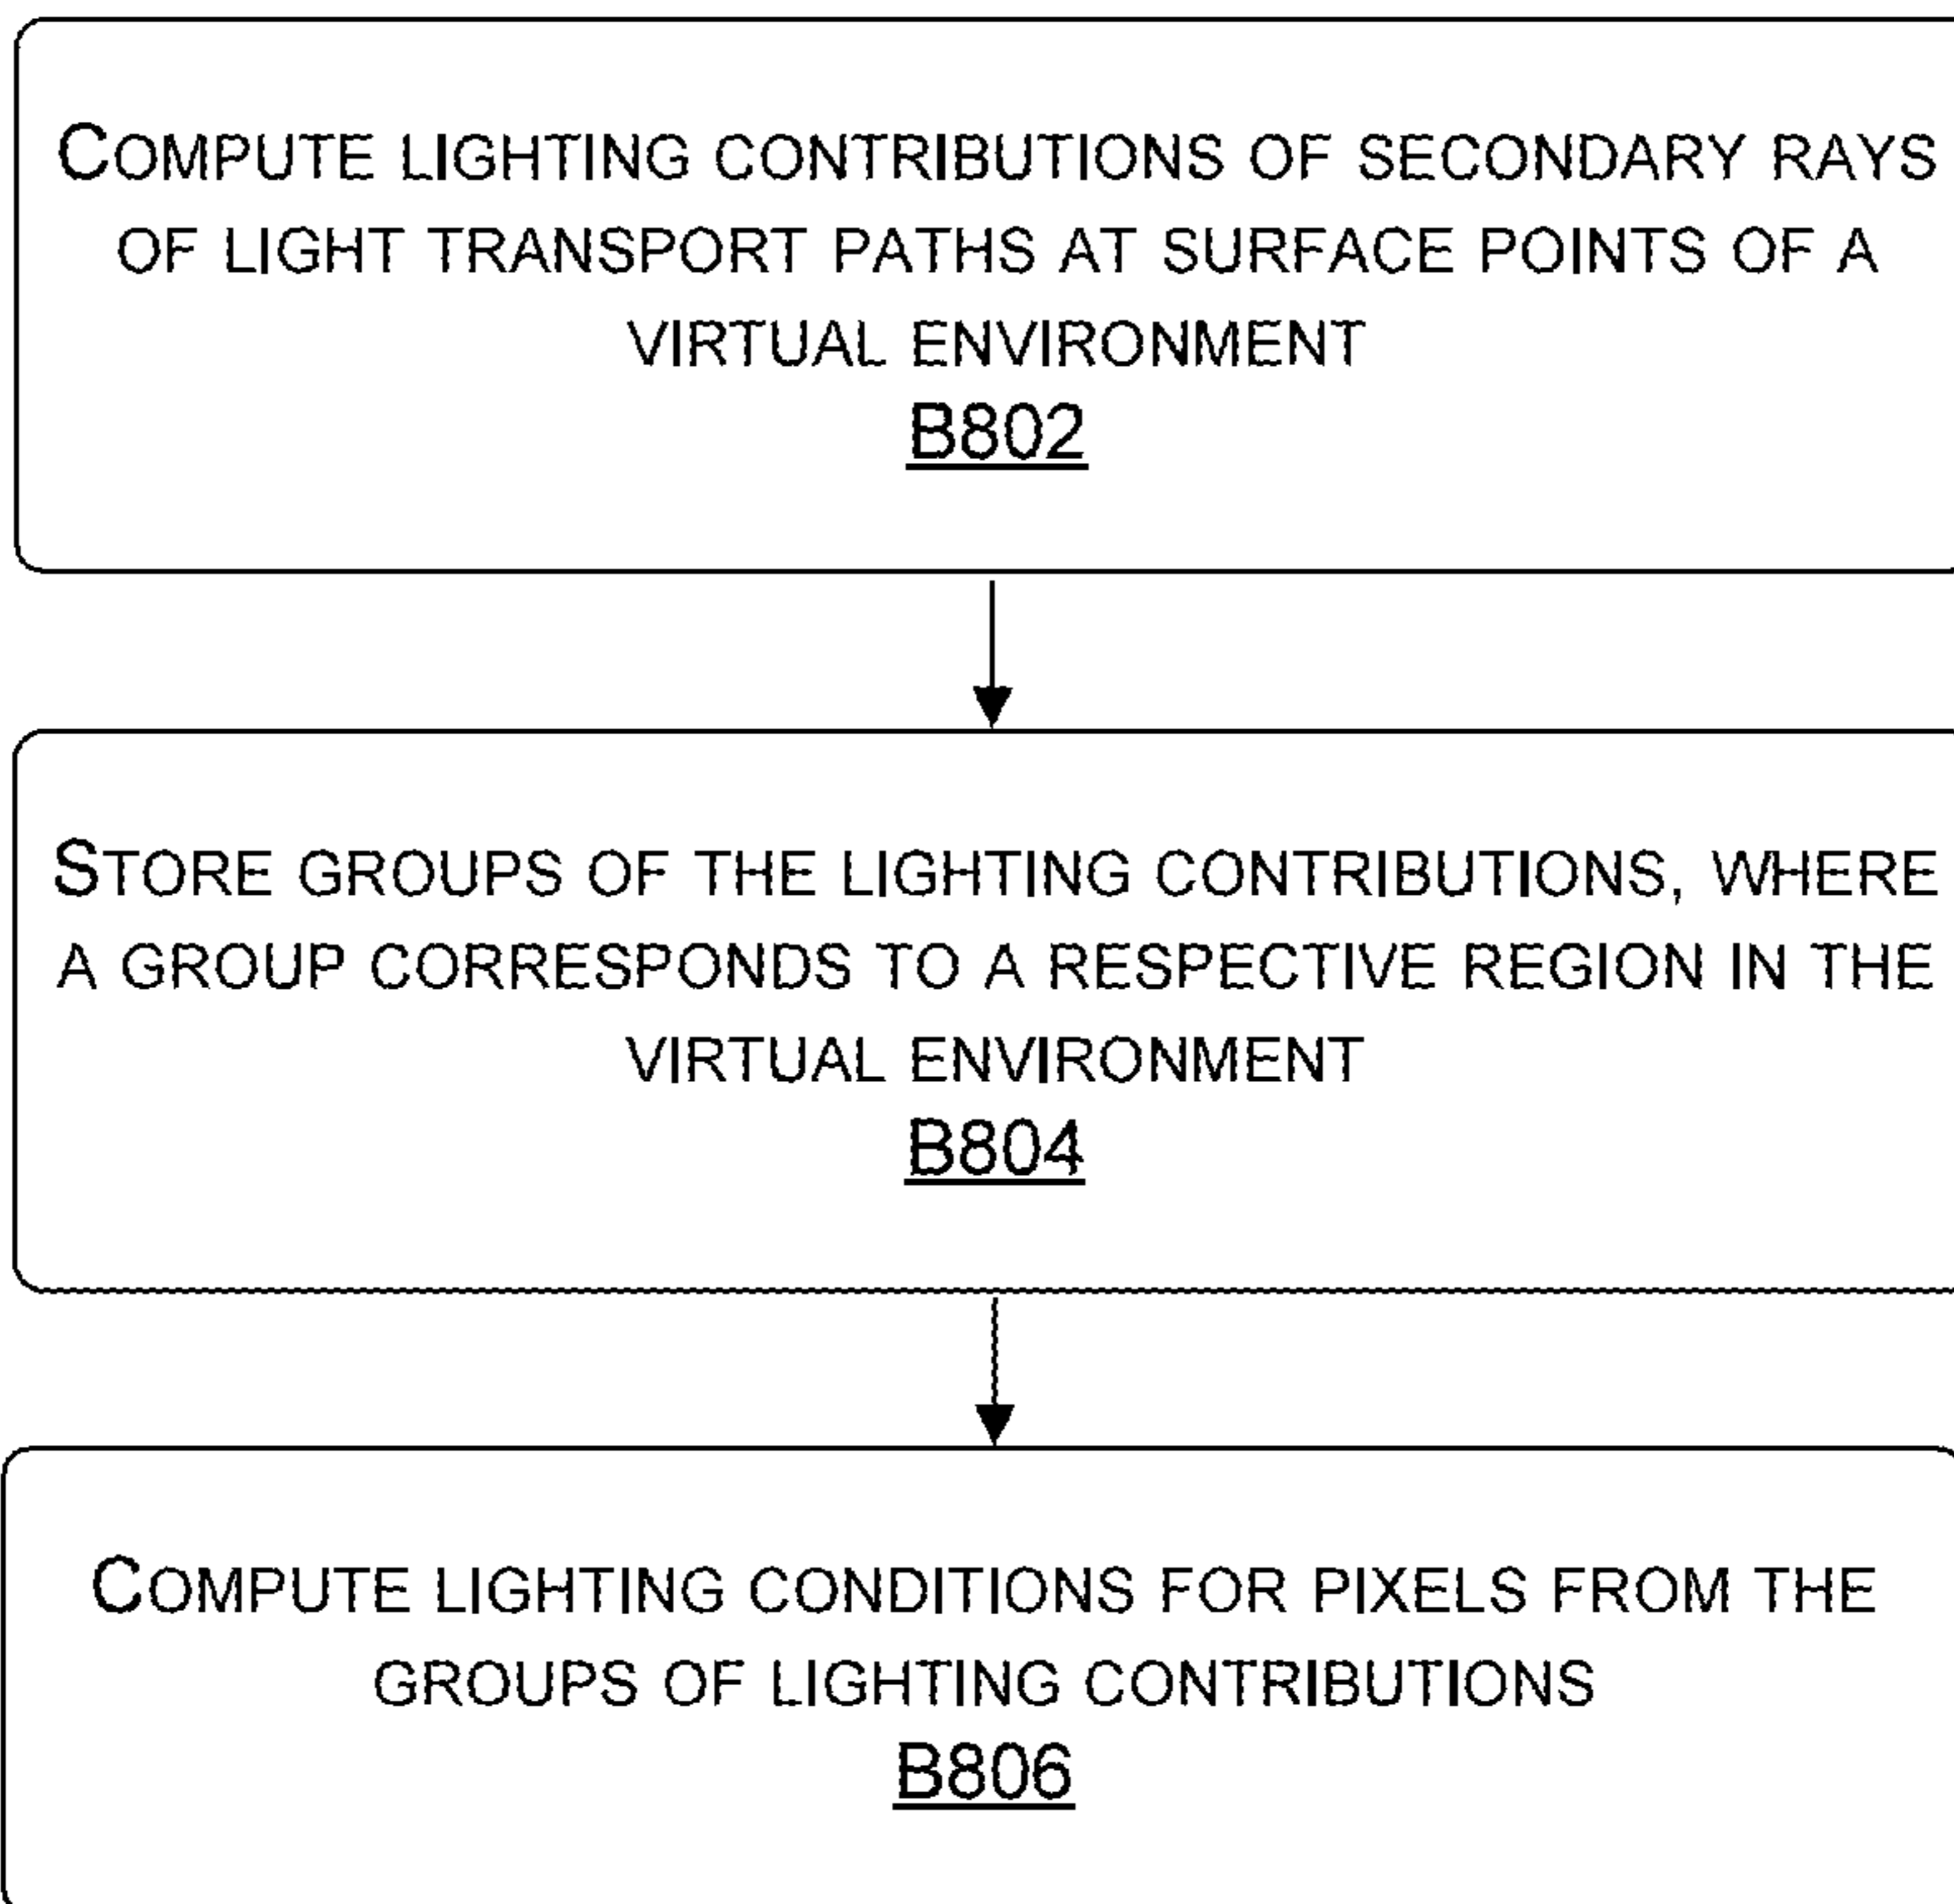 COMPUTE LIGHTING CONTRIBUTIONS OF SECONDARY RAYS
OF LIGHT TRANSPORT PATHS AT SURFACE POINTS OF A
VIRTUAL ENVIRONMENT
B802
STORE GROUPS OF THE LIGHTING CONTRIBUTIONS, WHERE
A GROUP CORRESPONDS TO A RESPECTIVE REGION IN THE
VIRTUAL ENVIRONMENT
B804
COMPUTE LIGHTING CONDITIONS FOR PIXELS FROM THE
GROUPS OF LIGHTING CONTRIBUTIONS
B806